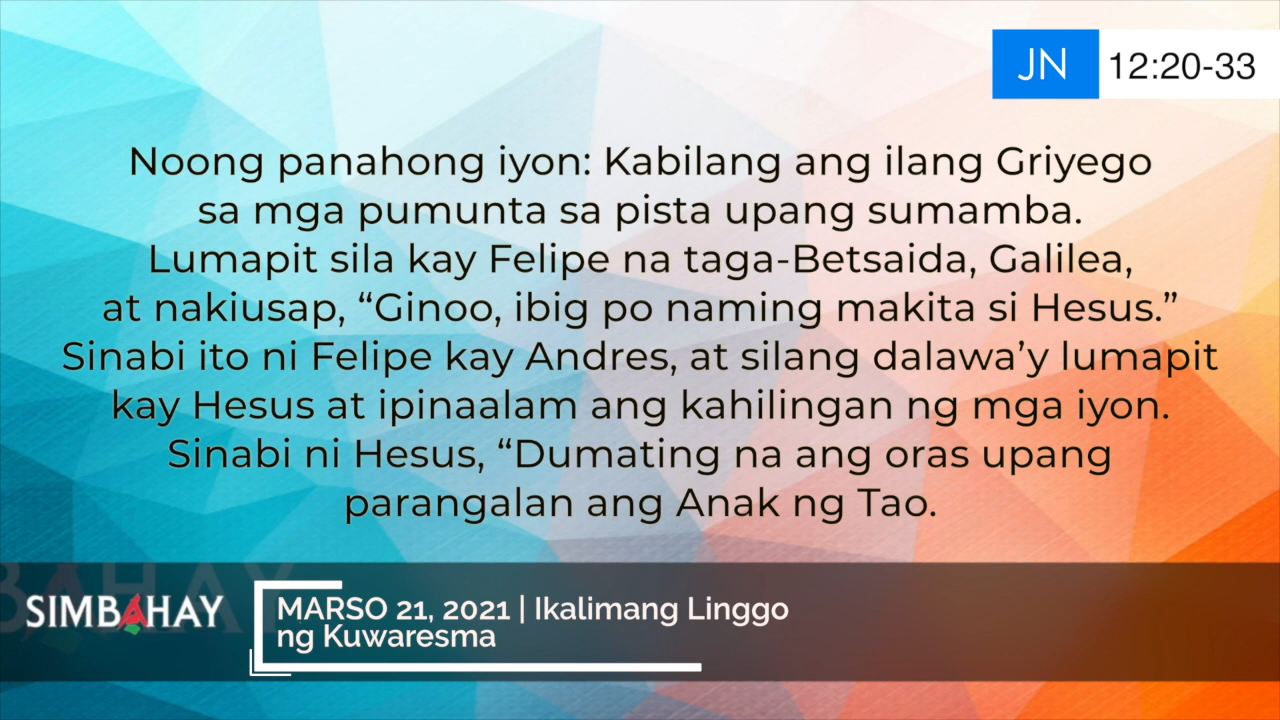 JN 12:20-33
Noong panahong iyon: Kabilang ang ilang Griyego
sa mga pumunta sa pista upang sumamba.
Lumapit sila kay Felipe na taga-Betsaida, Galilea,
at nakiusap, “Ginoo, ibig po naming makita si Hesus.”
Sinabi ito ni Felipe kay Andres, at silang dalawa’y lumapit
kay Hesus at ipinaalam ang kahilingan ng mga iyon.
Sinabi ni Hesus, “Dumating na ang oras upang
parangalan ang Anak ng Tao.
SIMBAHAY
MARSO 21, 2021 | Ikalimang Linggo
ng Kuwaresma